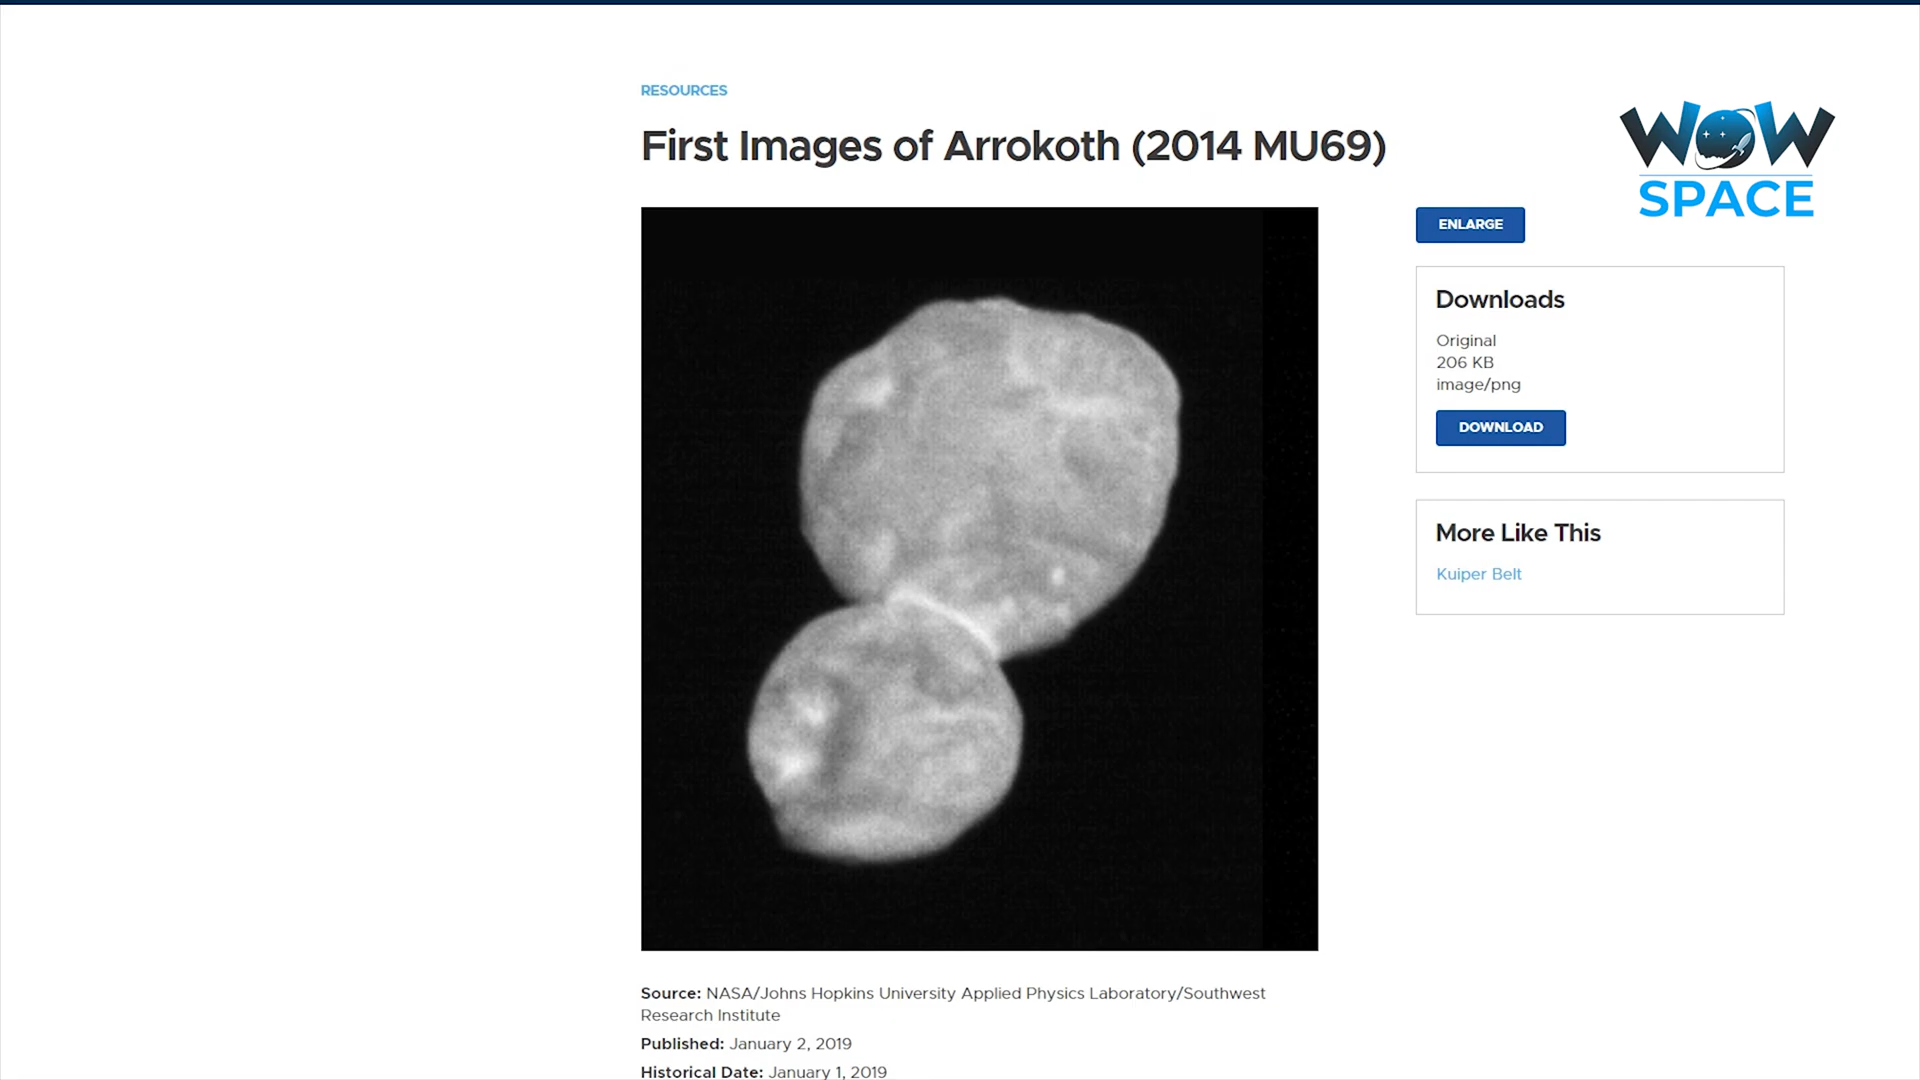 RESOURCES
First Images of Arrokoth (2014 MU69)
WOW
SPACE
ENLARGE
Downloads
Original
206 KB
image/png
DOWNLOAD
More Like This
Kuiper Belt
Source: NASA/Johns Hopkins University Applied Physics Laboratory/Southwest
Research Institute
Published: January 2, 2019
Historical Date: January 1, 2019